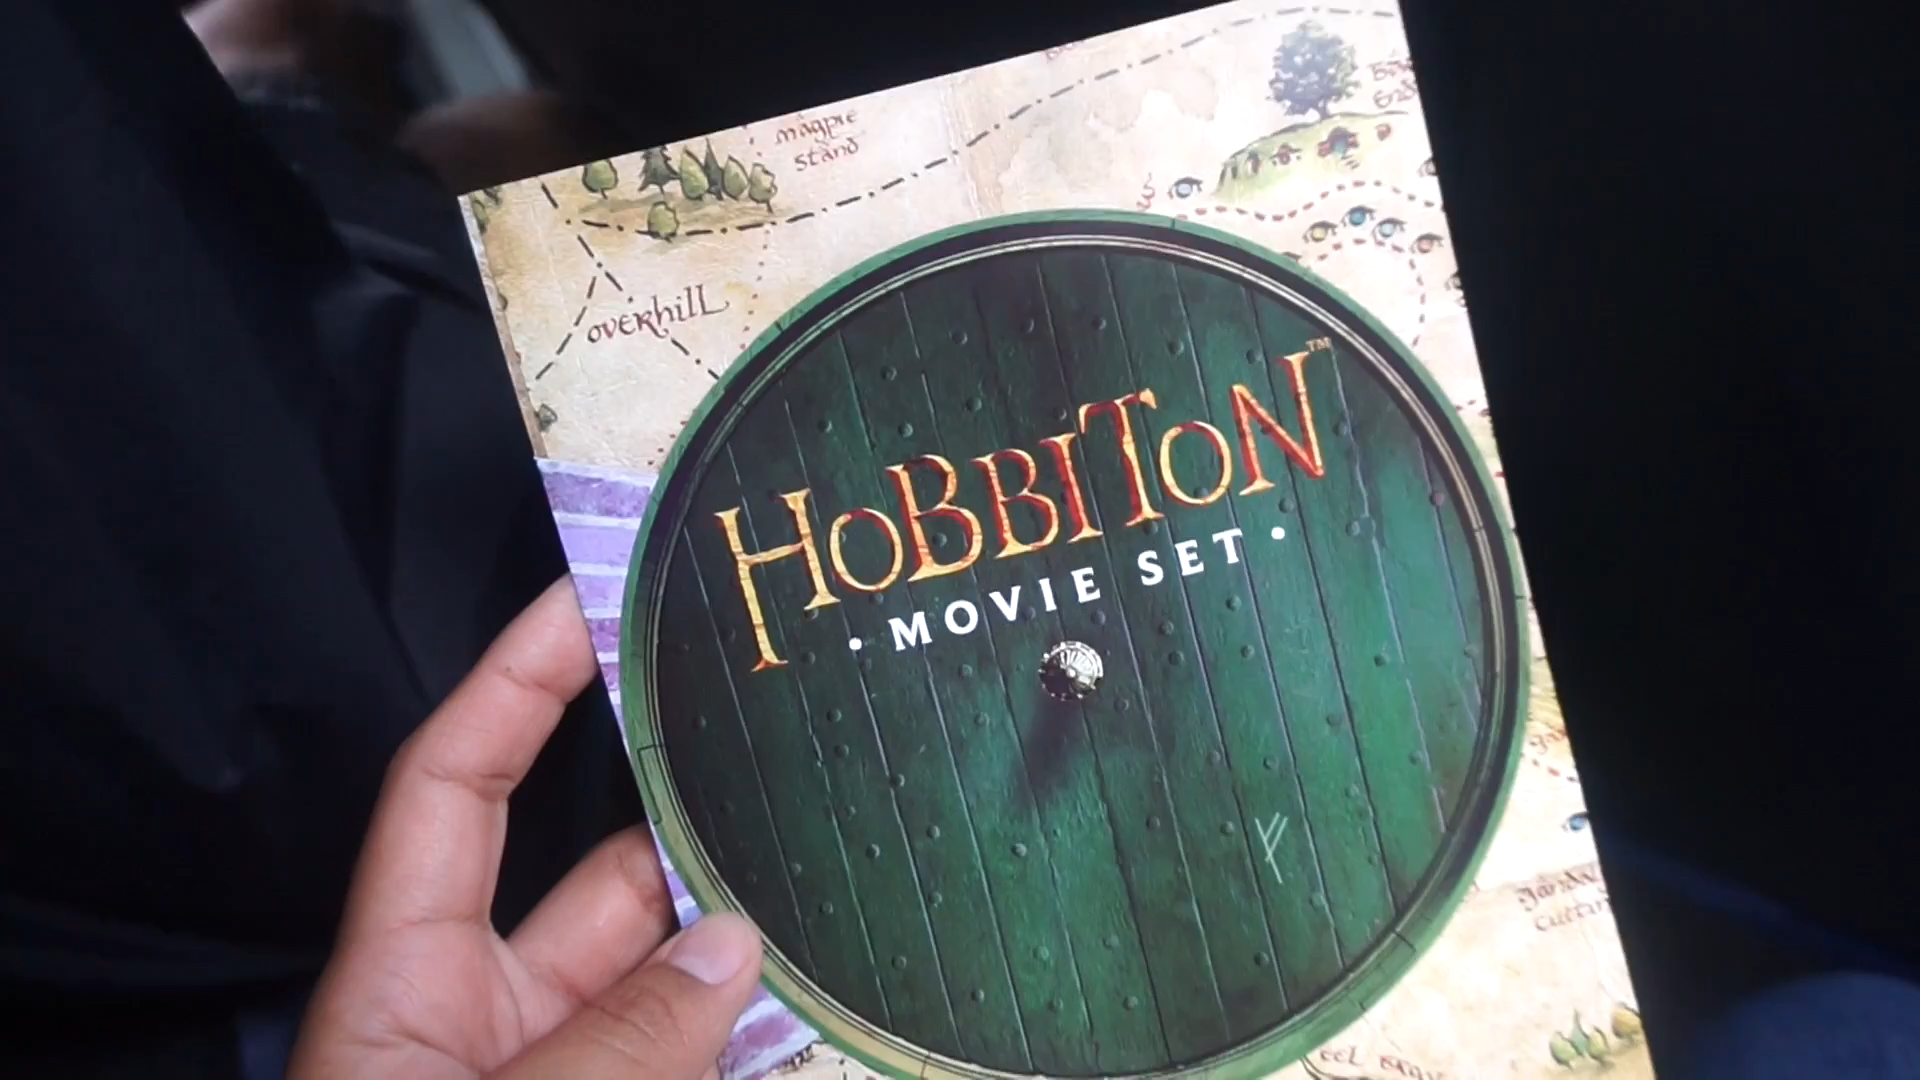 magpie
stand
overhill
HOBBITON™
• MOVIE SET •